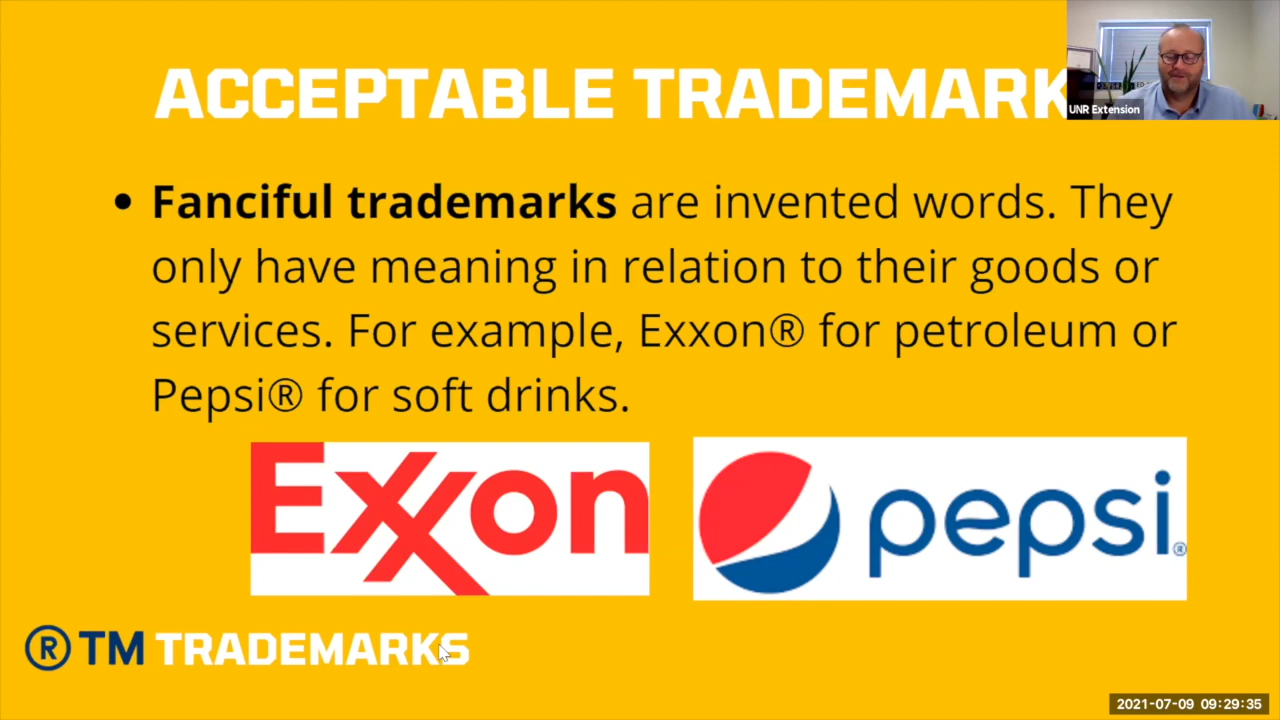 ACCEPTABLE TRADEMARK
UNR Extension
• Fanciful trademarks are invented words. They
only have meaning in relation to their goods or
services. For example, Exxon® for petroleum or
Pepsi® for soft drinks.
Exxon
pepsi®
® TM TRADEMARKS
2021-07-09 09:29:35